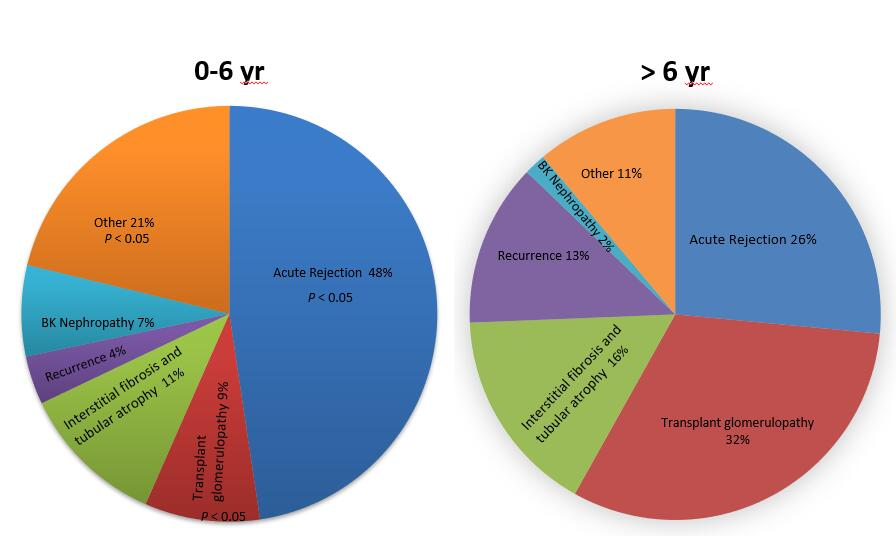 0-6 yr
Acute Rejection 48%
P < 0.05
Transplant
glomerulopathy 9%
P < 0.05
Interstitial fibrosis and
tubular atrophy 11%
Recurrence 4%
BK Nephropathy 7%
Other 21%
P < 0.05
> 6 yr
Acute Rejection 26%
Transplant glomerulopathy
32%
Interstitial fibrosis and
tubular atrophy 16%
Recurrence 13%
BK Nephropathy 2%
Other 11%